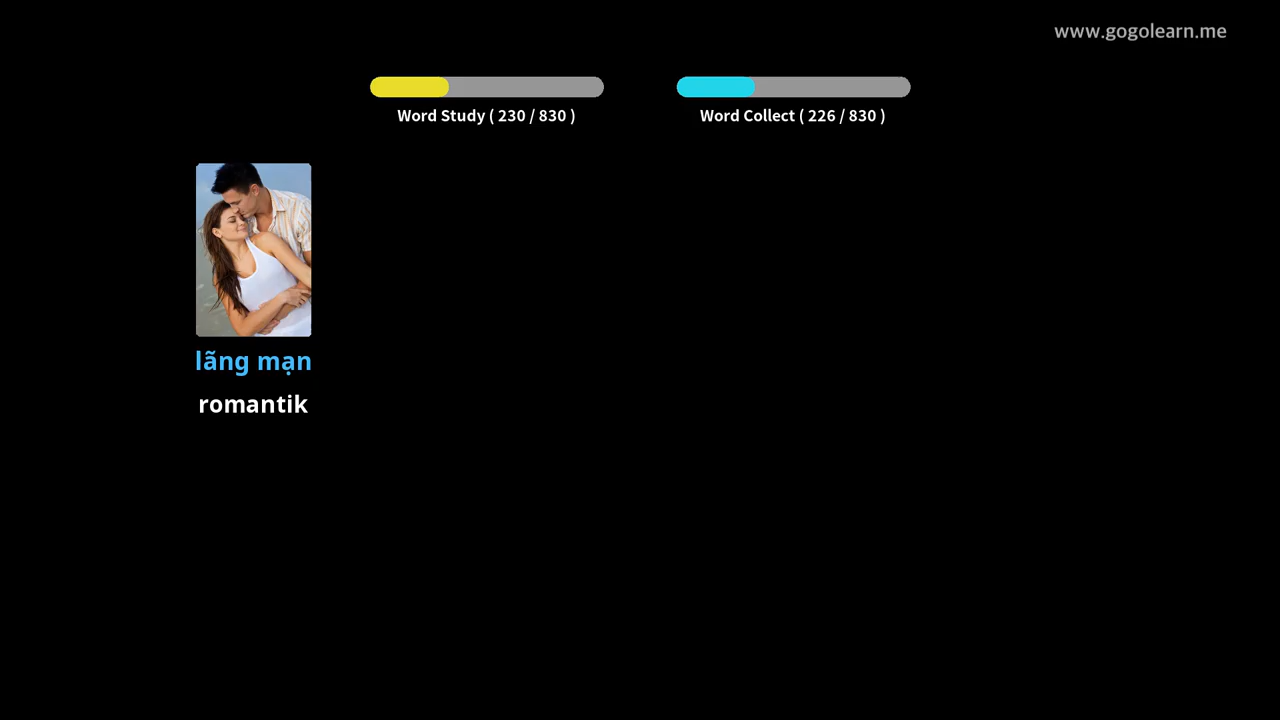 www.gogolearn.me
Word Study ( 230 / 830 )
Word Collect ( 226 / 830 )
lãng mạn
romantik